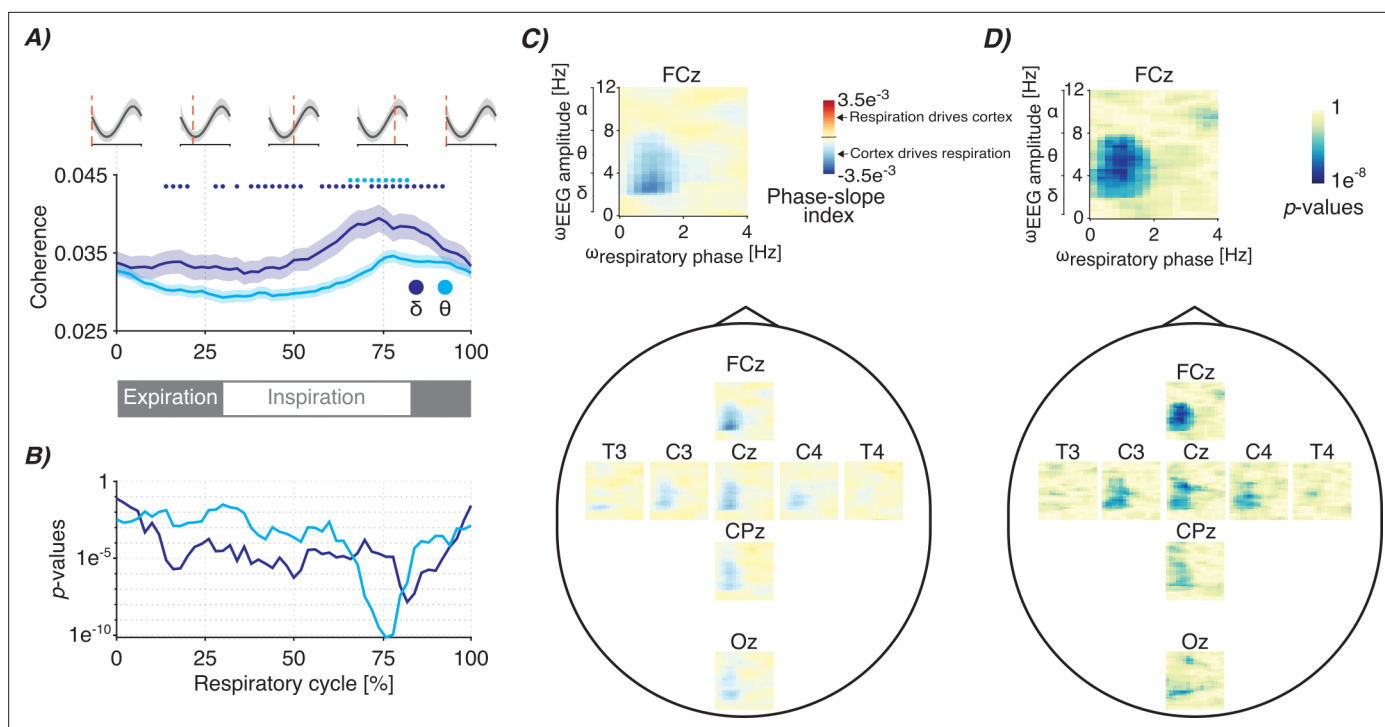 A)
0.045
0.035
0.025
Coherence
δ θ
0 25 50 75 100
Expiration Inspiration
B)
1
1e-5
1e-10
p-values
0 25 50 75 100
Respiratory cycle [%]
C)
FCz
ωEEG amplitude [Hz]
δ θ α
12
8
4
0
0 2 4
ωrespiratory phase [Hz]
3.5e-3
Respiration drives cortex
Cortex drives respiration
-3.5e-3
Phase-slope
index
FCz
T3 C3 Cz C4 T4
CPz
Oz
D)
FCz
ωEEG amplitude [Hz]
δ θ α
12
8
4
0
0 2 4
ωrespiratory phase [Hz]
1
1e-8
p-values
FCz
T3 C3 Cz C4 T4
CPz
Oz